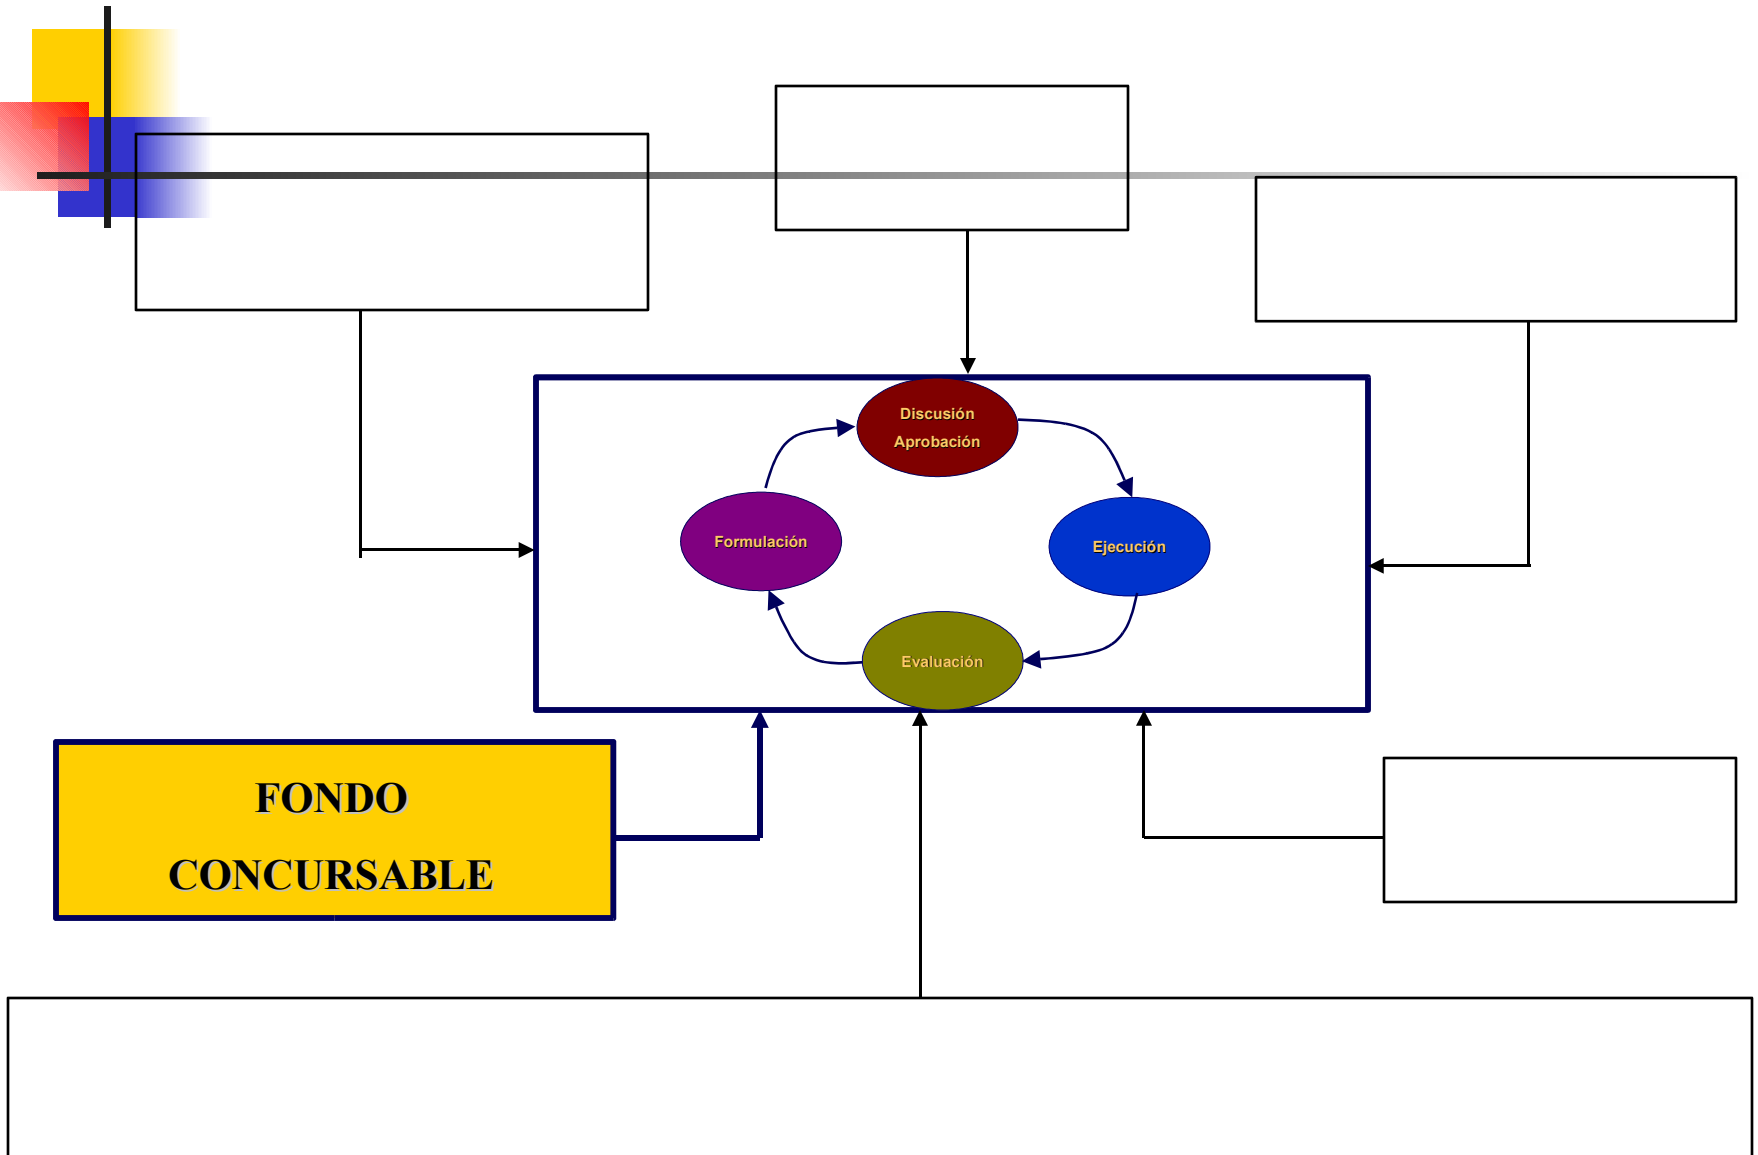 Discusión
Aprobación
Formulación
Ejecución
Evaluación
FONDO
CONCURSABLE